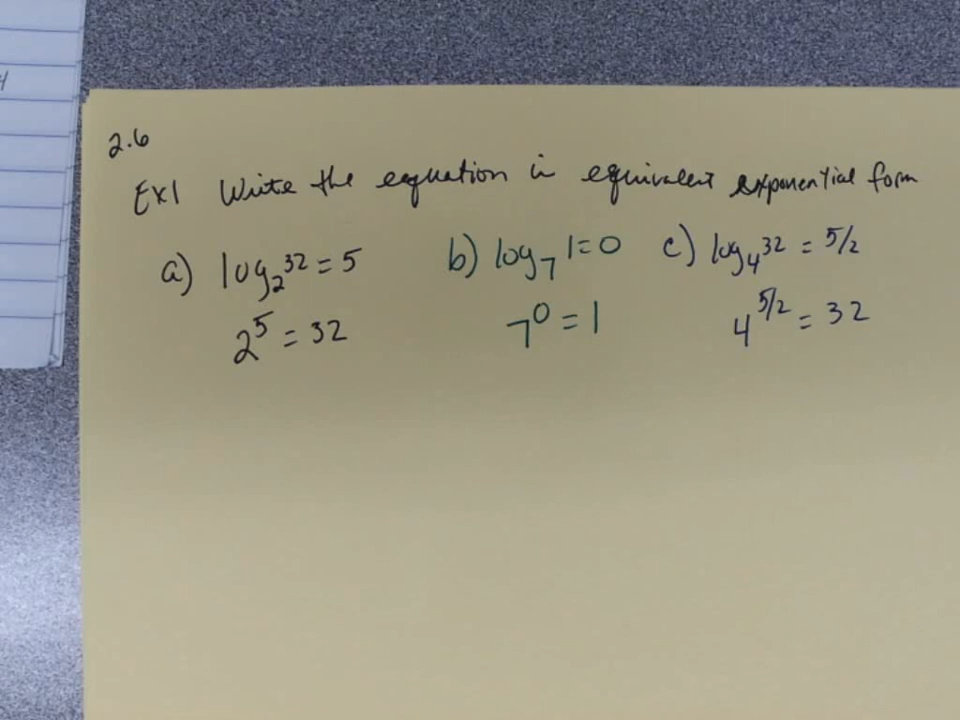 2.6
Ex1 Write the equation in equivalent exponential form
a) log₂32 = 5 b) log₇1=0 c) log₄32 = 5/2
2⁵ = 32 7⁰ = 1 4^5/2 = 32